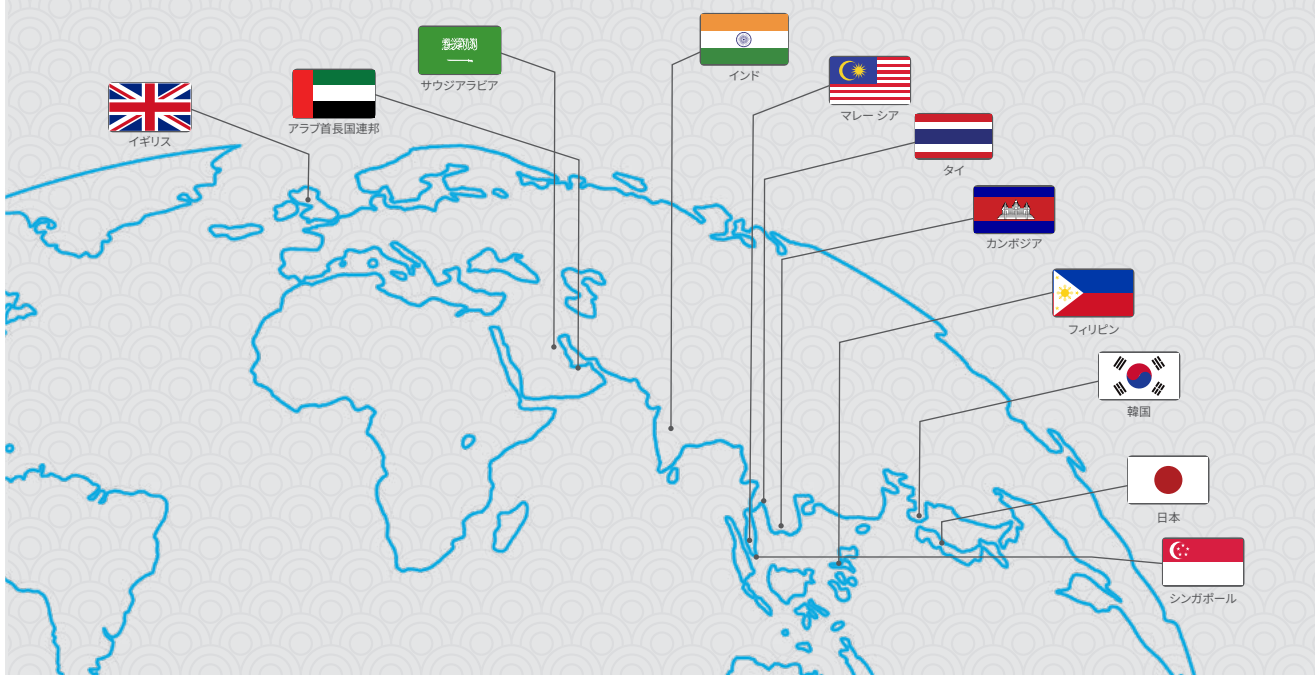 イギリス
アラブ首長国連邦
サウジアラビア
インド
マレーシア
タイ
カンボジア
フィリピン
韓国
日本
シンガポール